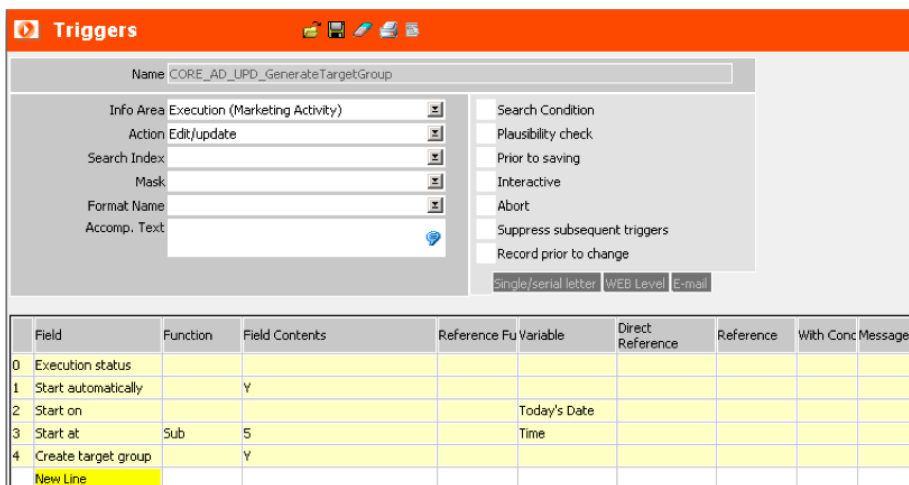 Triggers
Name CORE_AD_UPD_GenerateTargetGroup
Info Area Execution (Marketing Activity)
Action Edit/update
Search Index
Mask
Format Name
Accomp. Text
Search Condition
Plausibility check
Prior to saving
Interactive
Abort
Suppress subsequent triggers
Record prior to change
Single/serial letter WEB Level E-mail
Field Function Field Contents Reference Fu Variable Direct Reference Reference With Conc Message
0 Execution status
1 Start automatically Y
2 Start on Today's Date
3 Start at Sub 5 Time
4 Create target group Y
New Line